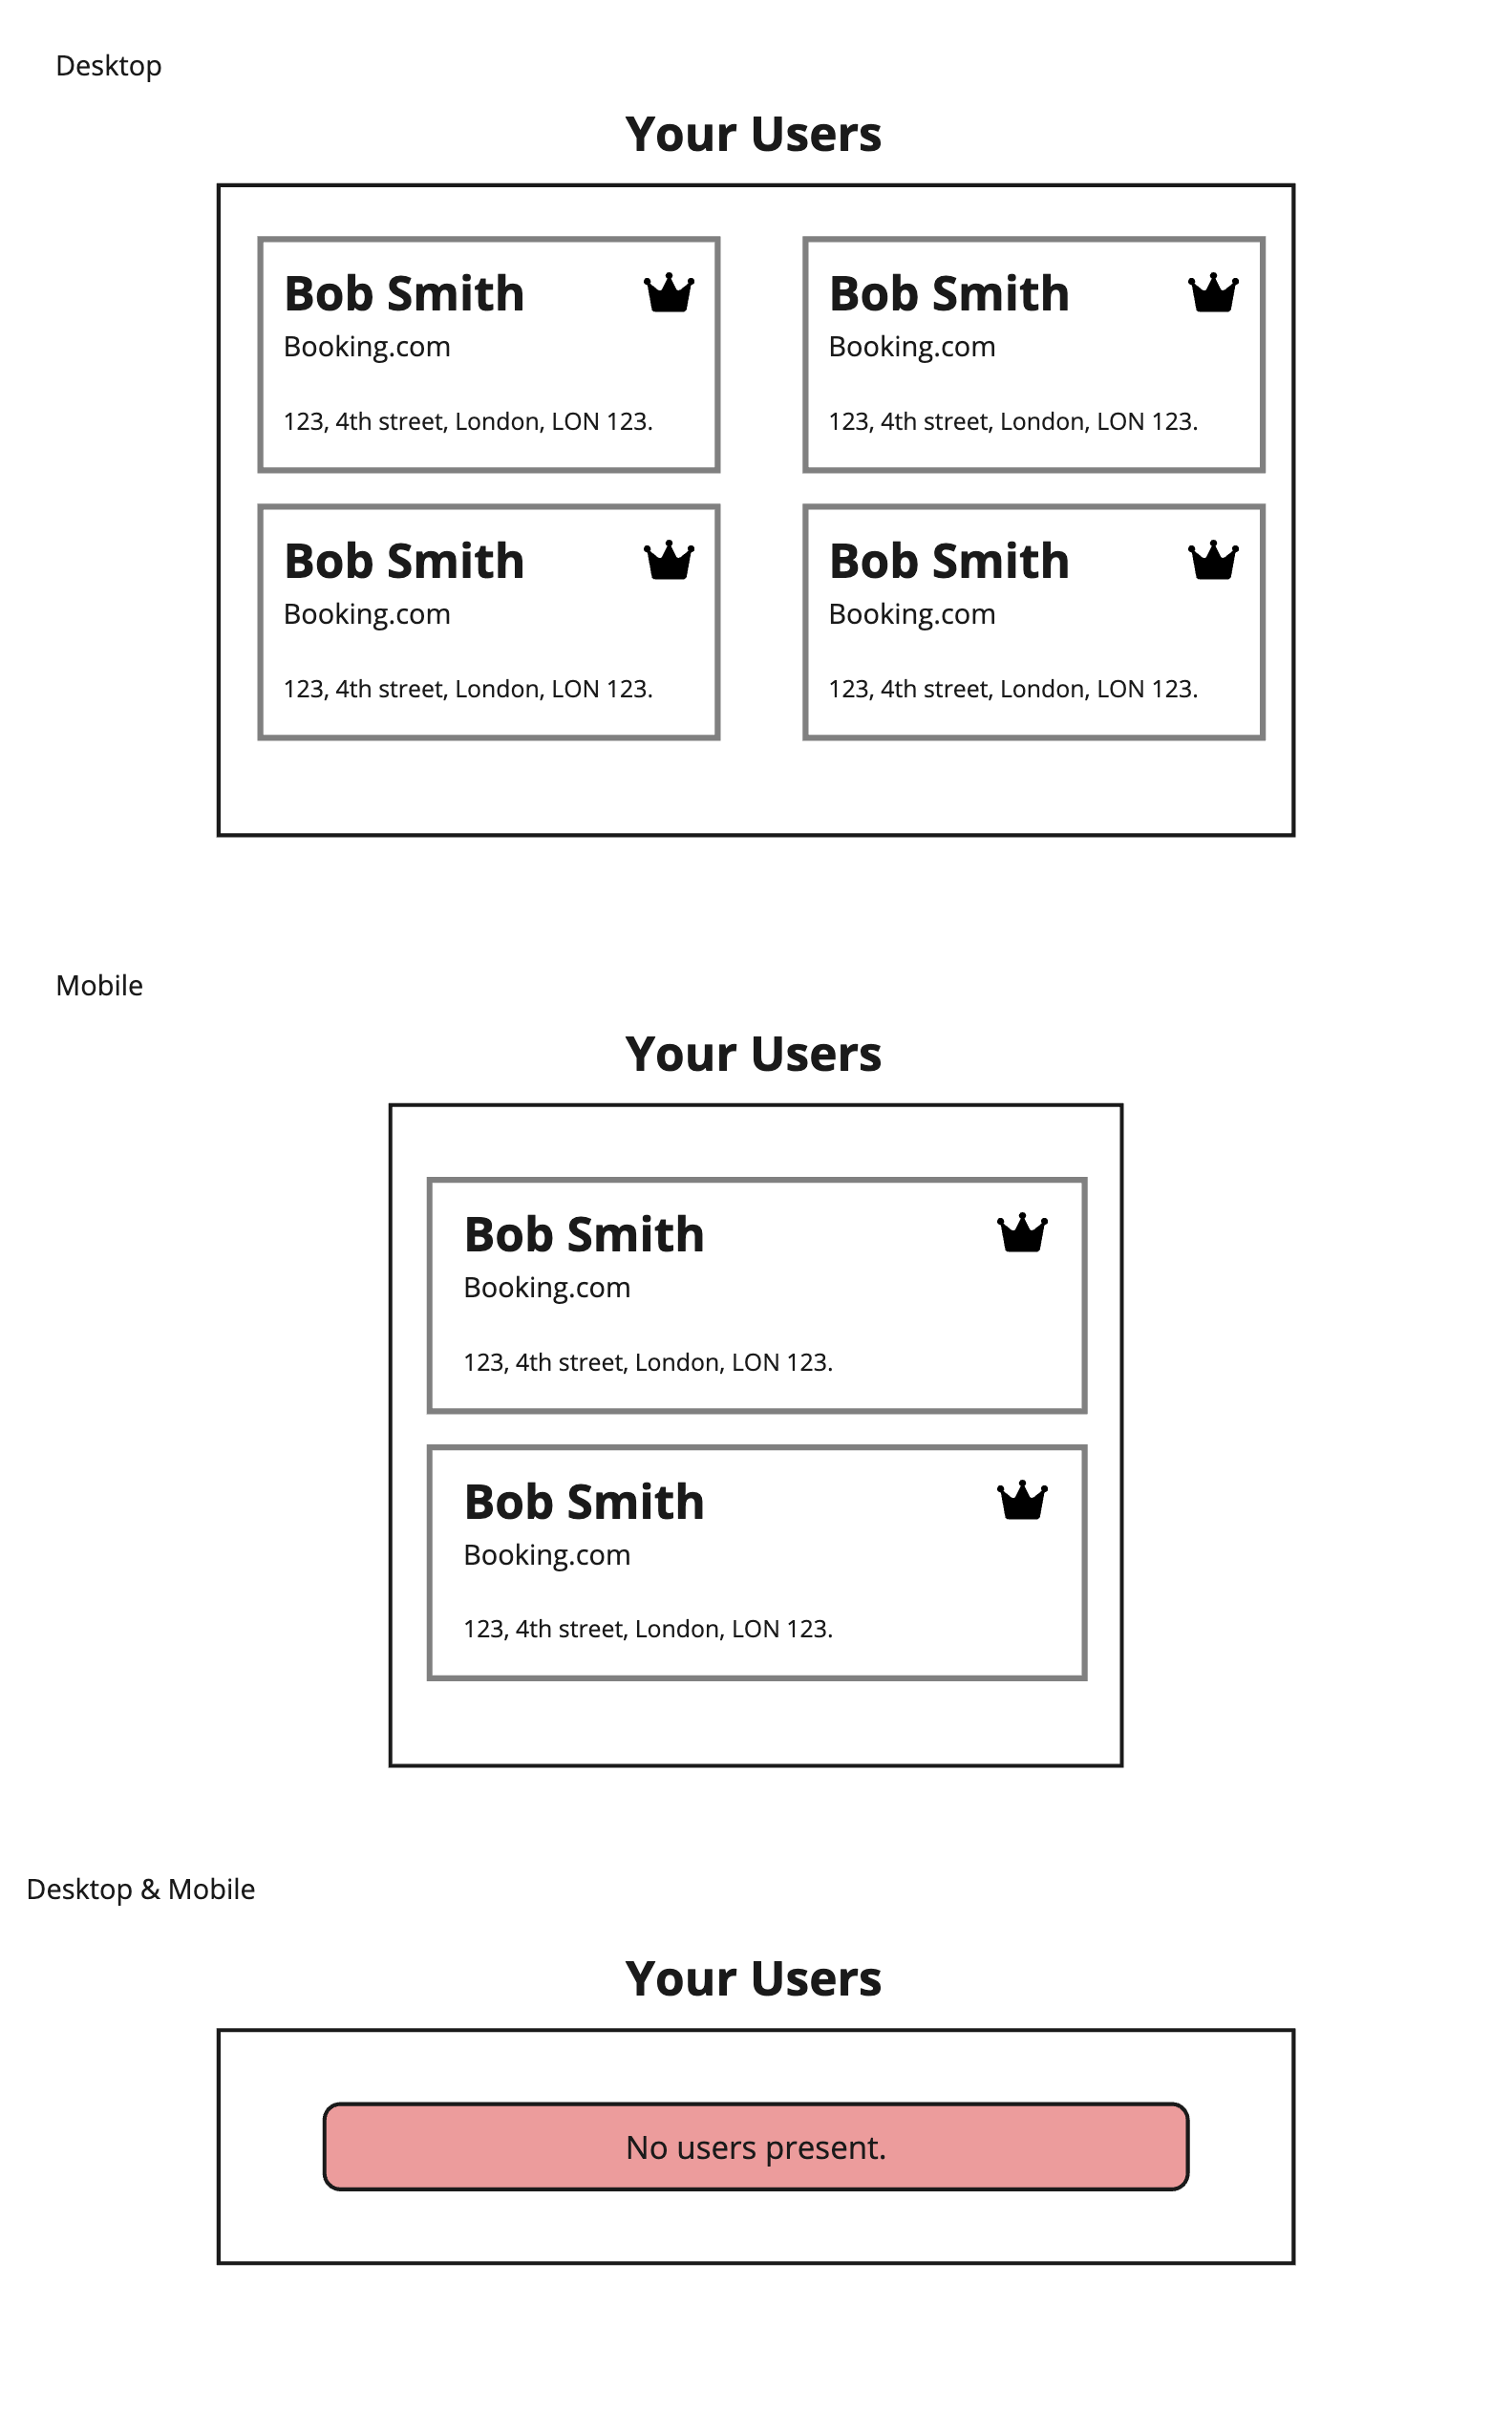 Desktop
Your Users
Bob Smith
Booking.com
123, 4th street, London, LON 123.
Bob Smith
Booking.com
123, 4th street, London, LON 123.
Bob Smith
Booking.com
123, 4th street, London, LON 123.
Bob Smith
Booking.com
123, 4th street, London, LON 123.
Mobile
Your Users
Bob Smith
Booking.com
123, 4th street, London, LON 123.
Bob Smith
Booking.com
123, 4th street, London, LON 123.
Desktop & Mobile
Your Users
No users present.